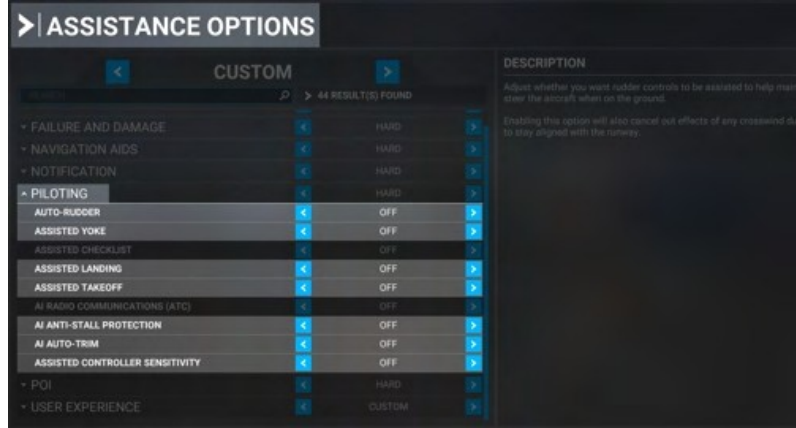 ASSISTANCE OPTIONS
CUSTOM
44 RESULT(S) FOUND
FAILURE AND DAMAGE HARD
NAVIGATION AIDS HARD
NOTIFICATION HARD
PILOTING HARD
AUTO-RUDDER OFF
ASSISTED YOKE OFF
ASSISTED CHECKLIST OFF
ASSISTED LANDING OFF
ASSISTED TAKEOFF OFF
AI RADIO COMMUNICATIONS (ATC) OFF
AI ANTI-STALL PROTECTION OFF
AI AUTO-TRIM OFF
ASSISTED CONTROLLER SENSITIVITY OFF
POI HARD
USER EXPERIENCE CUSTOM
DESCRIPTION
Adjust whether you want rudder controls to be assisted to help
steer the aircraft when on the ground.
Enabling this option will also cancel out effects of any crosswind
to stay aligned with the runway.